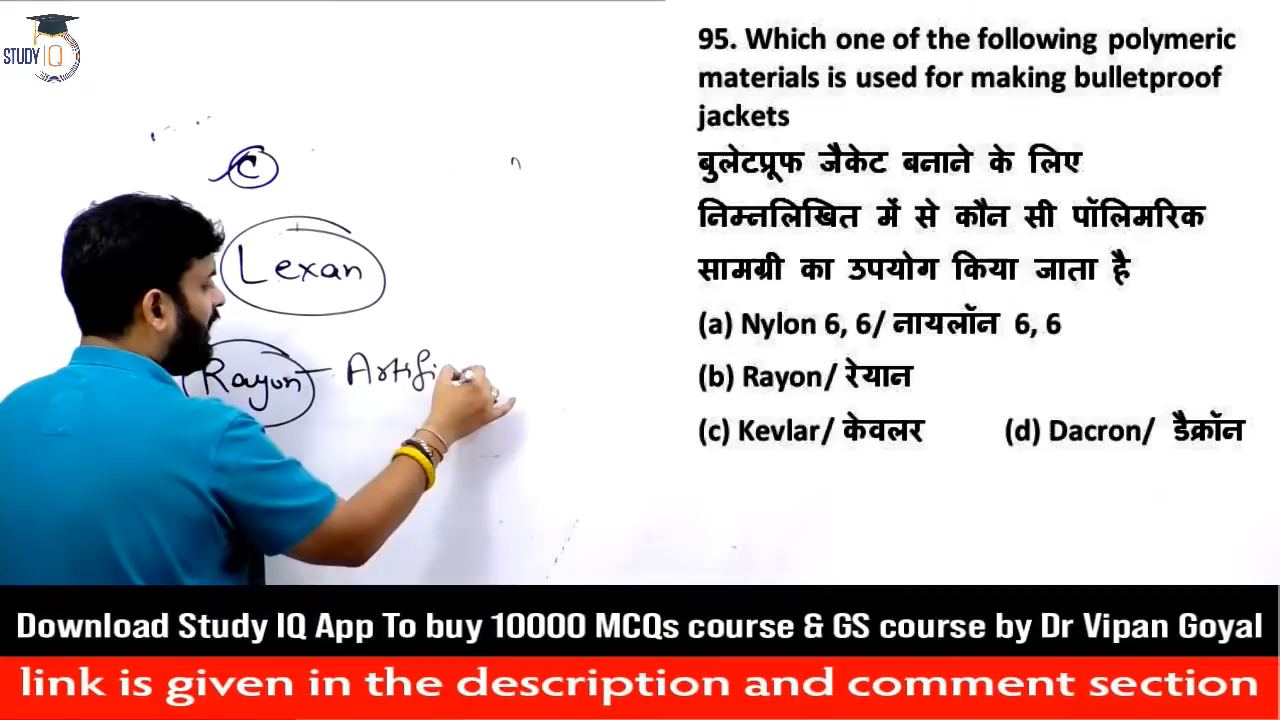 STUDY IQ
95. Which one of the following polymeric
materials is used for making bulletproof
jackets
बुलेटप्रूफ जैकेट बनाने के लिए
निम्नलिखित में से कौन सी पॉलिमरिक
सामग्री का उपयोग किया जाता है
(a) Nylon 6, 6/ नायलॉन 6, 6
(b) Rayon/ रेयान
(c) Kevlar/ केवलर (d) Dacron/ डैक्रॉन
C
Lexan
Rayon - Artifi
Download Study IQ App To buy 10000 MCQs course & GS course by Dr Vipan Goyal
link is given in the description and comment section